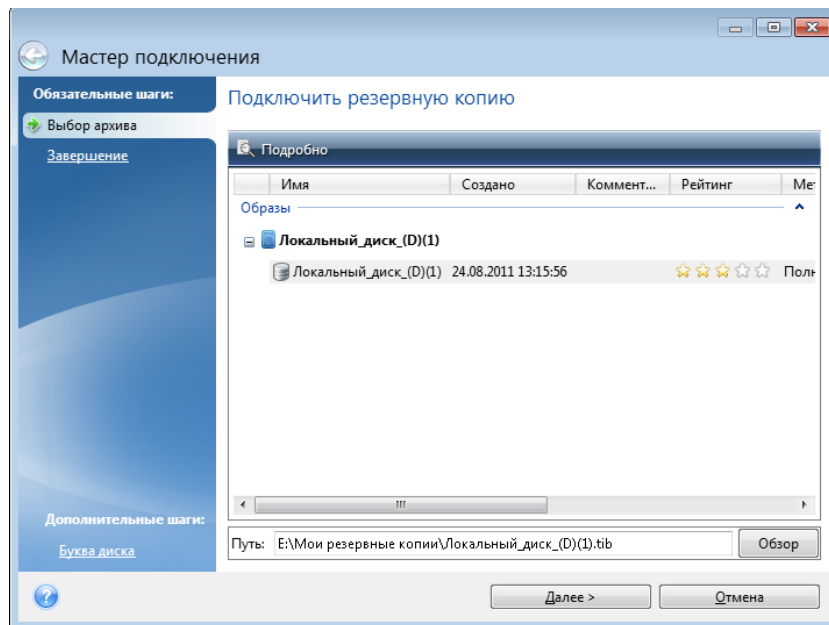 Мастер подключения
Обязательные шаги:
Выбор архива
Завершение
Подключить резервную копию
Подробно
Имя Создано Коммент... Рейтинг
Образы
Локальный_диск_(D)(1)
Локальный_диск_(D)(1) 24.08.2011 13:15:56
Дополнительные шаги:
Буква диска
Путь: E:\Мои резервные копии\Локальный_диск_(D)(1).tib Обзор
Далее > Отмена